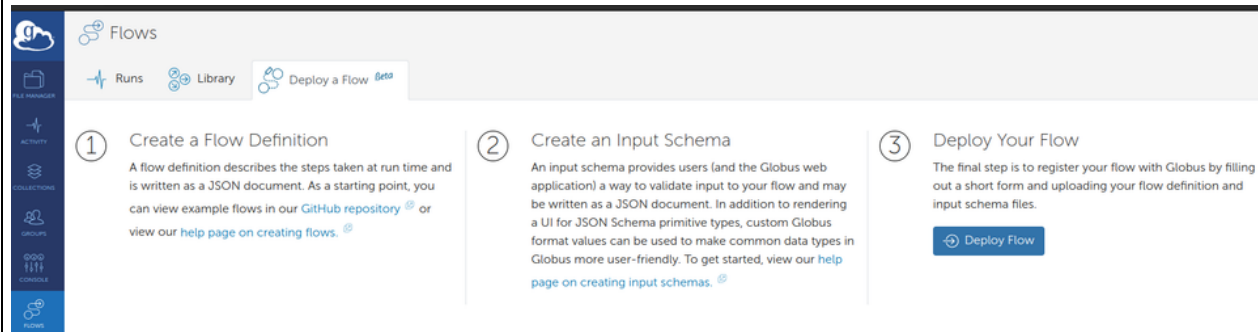 g
Flows
Runs
Library
Deploy a Flow Beta
FILE MANAGER
ACTIVITY
COLLECTIONS
GROUPS
CONSOLE
FLOWS
1
Create a Flow Definition
A flow definition describes the steps taken at run time and
is written as a JSON document. As a starting point, you
can view example flows in our GitHub repository or
view our help page on creating flows.
2
Create an Input Schema
An input schema provides users (and the Globus web
application) a way to validate input to your flow and may
be written as a JSON document. In addition to rendering
a UI for JSON Schema primitive types, custom Globus
format values can be used to make common data types in
Globus more user-friendly. To get started, view our help
page on creating input schemas.
3
Deploy Your Flow
The final step is to register your flow with Globus by filling
out a short form and uploading your flow definition and
input schema files.
Deploy Flow